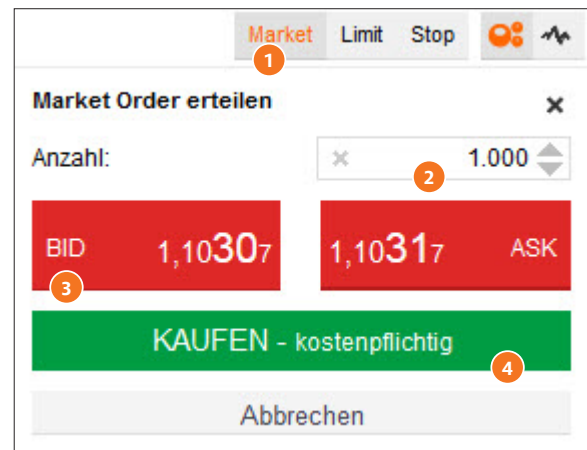 Market Limit Stop
1
Market Order erteilen
Anzahl: 1.000
2
BID 1,10307 1,10317 ASK
3
KAUFEN - kostenpflichtig
4
Abbrechen